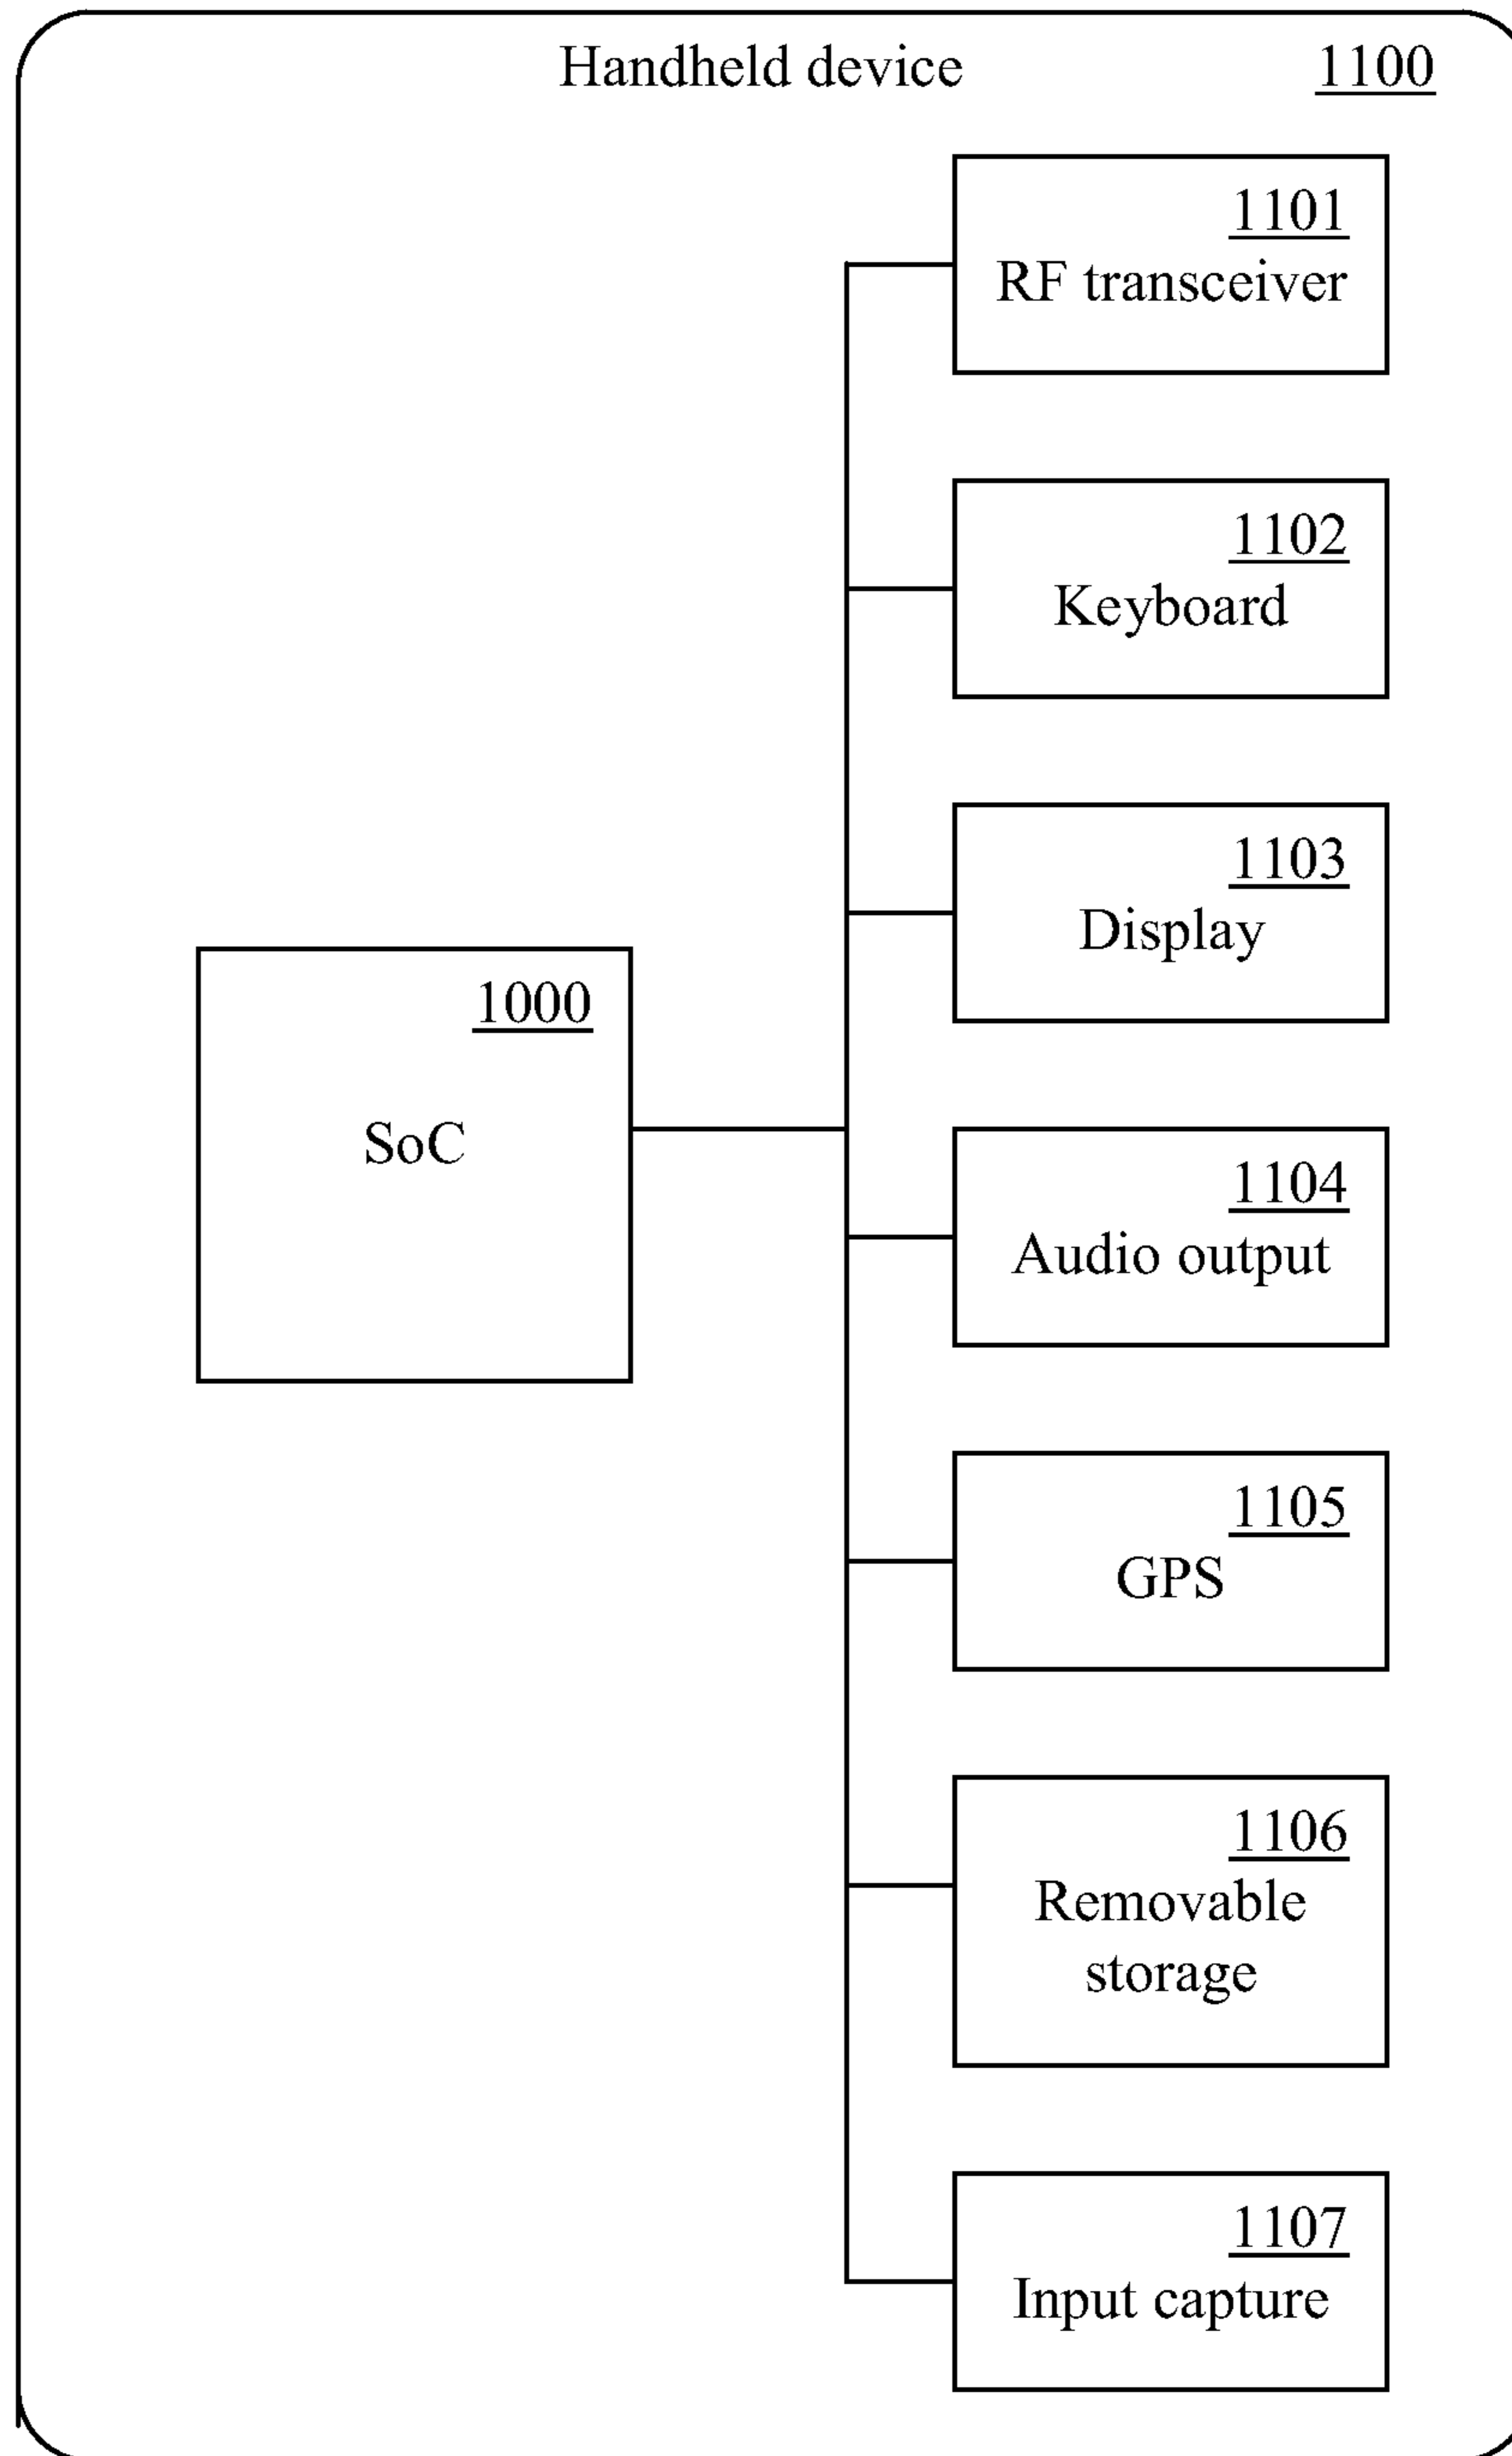 Handheld device 1100
1101
RF transceiver
1102
Keyboard
1103
Display
1000
SoC
1104
Audio output
1105
GPS
1106
Removable
storage
1107
Input capture